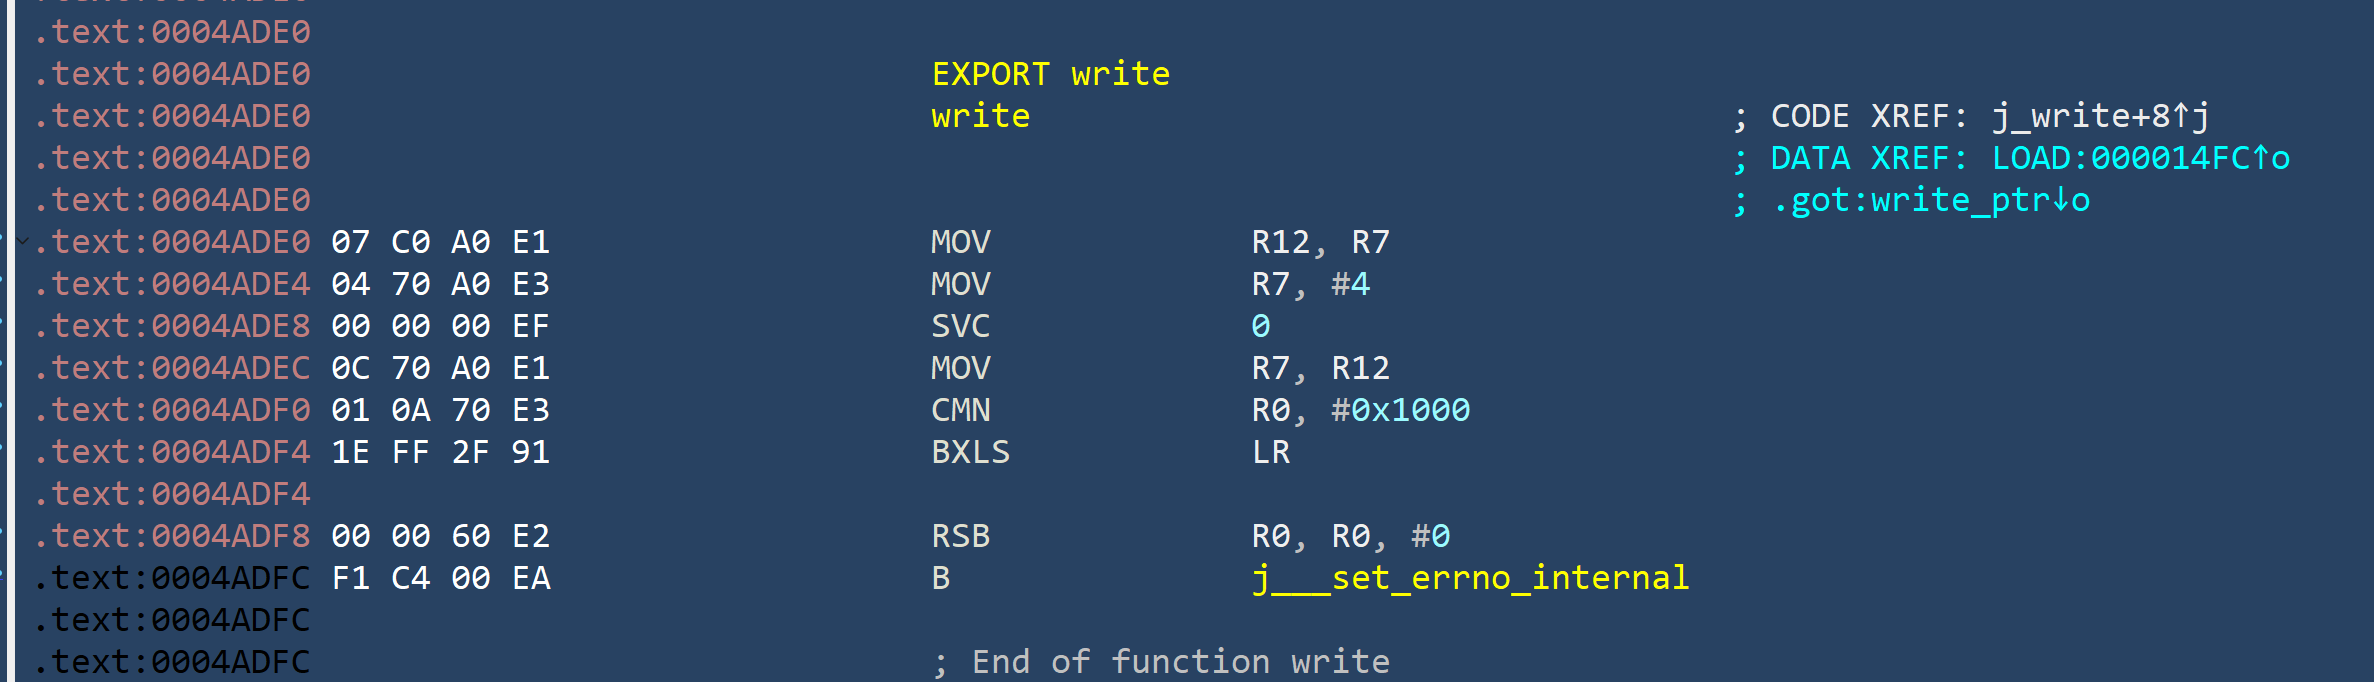 .text:0004ADE0
.text:0004ADE0 EXPORT write
.text:0004ADE0 write ; CODE XREF: j_write+8↑j
.text:0004ADE0 ; DATA XREF: LOAD:000014FC↑o
.text:0004ADE0 ; .got:write_ptr↓o
.text:0004ADE0 07 C0 A0 E1 MOV R12, R7
.text:0004ADE4 04 70 A0 E3 MOV R7, #4
.text:0004ADE8 00 00 00 EF SVC 0
.text:0004ADEC 0C 70 A0 E1 MOV R7, R12
.text:0004ADF0 01 0A 70 E3 CMN R0, #0x1000
.text:0004ADF4 1E FF 2F 91 BXLS LR
.text:0004ADF4
.text:0004ADF8 00 00 60 E2 RSB R0, R0, #0
.text:0004ADFC F1 C4 00 EA B j___set_errno_internal
.text:0004ADFC
.text:0004ADFC ; End of function write